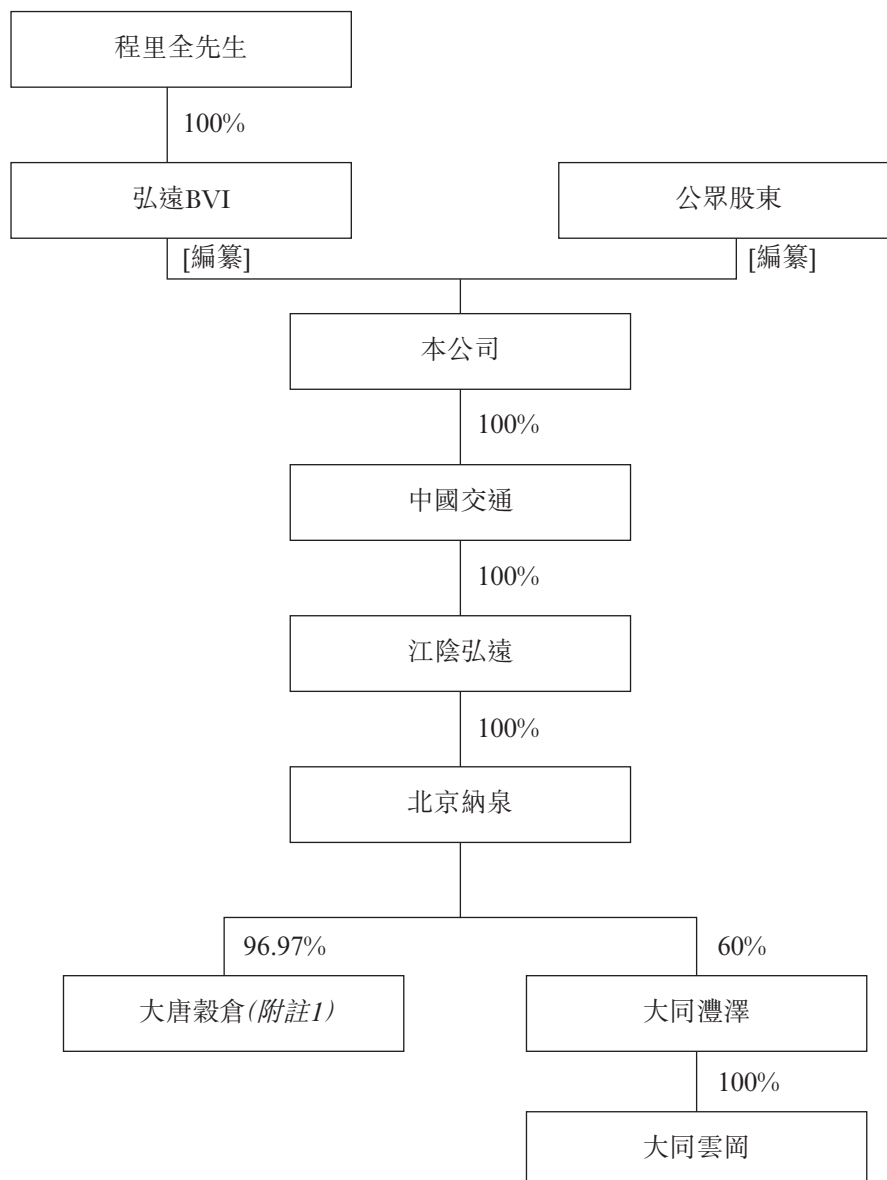 程里全先生
100%
弘遠BVI
公眾股東
[編纂]
[編纂]
本公司
100%
中國交通
100%
江陰弘遠
100%
北京納泉
96.97%
60%
大唐榖倉(附註1)
大同灃澤
100%
大同雲岡